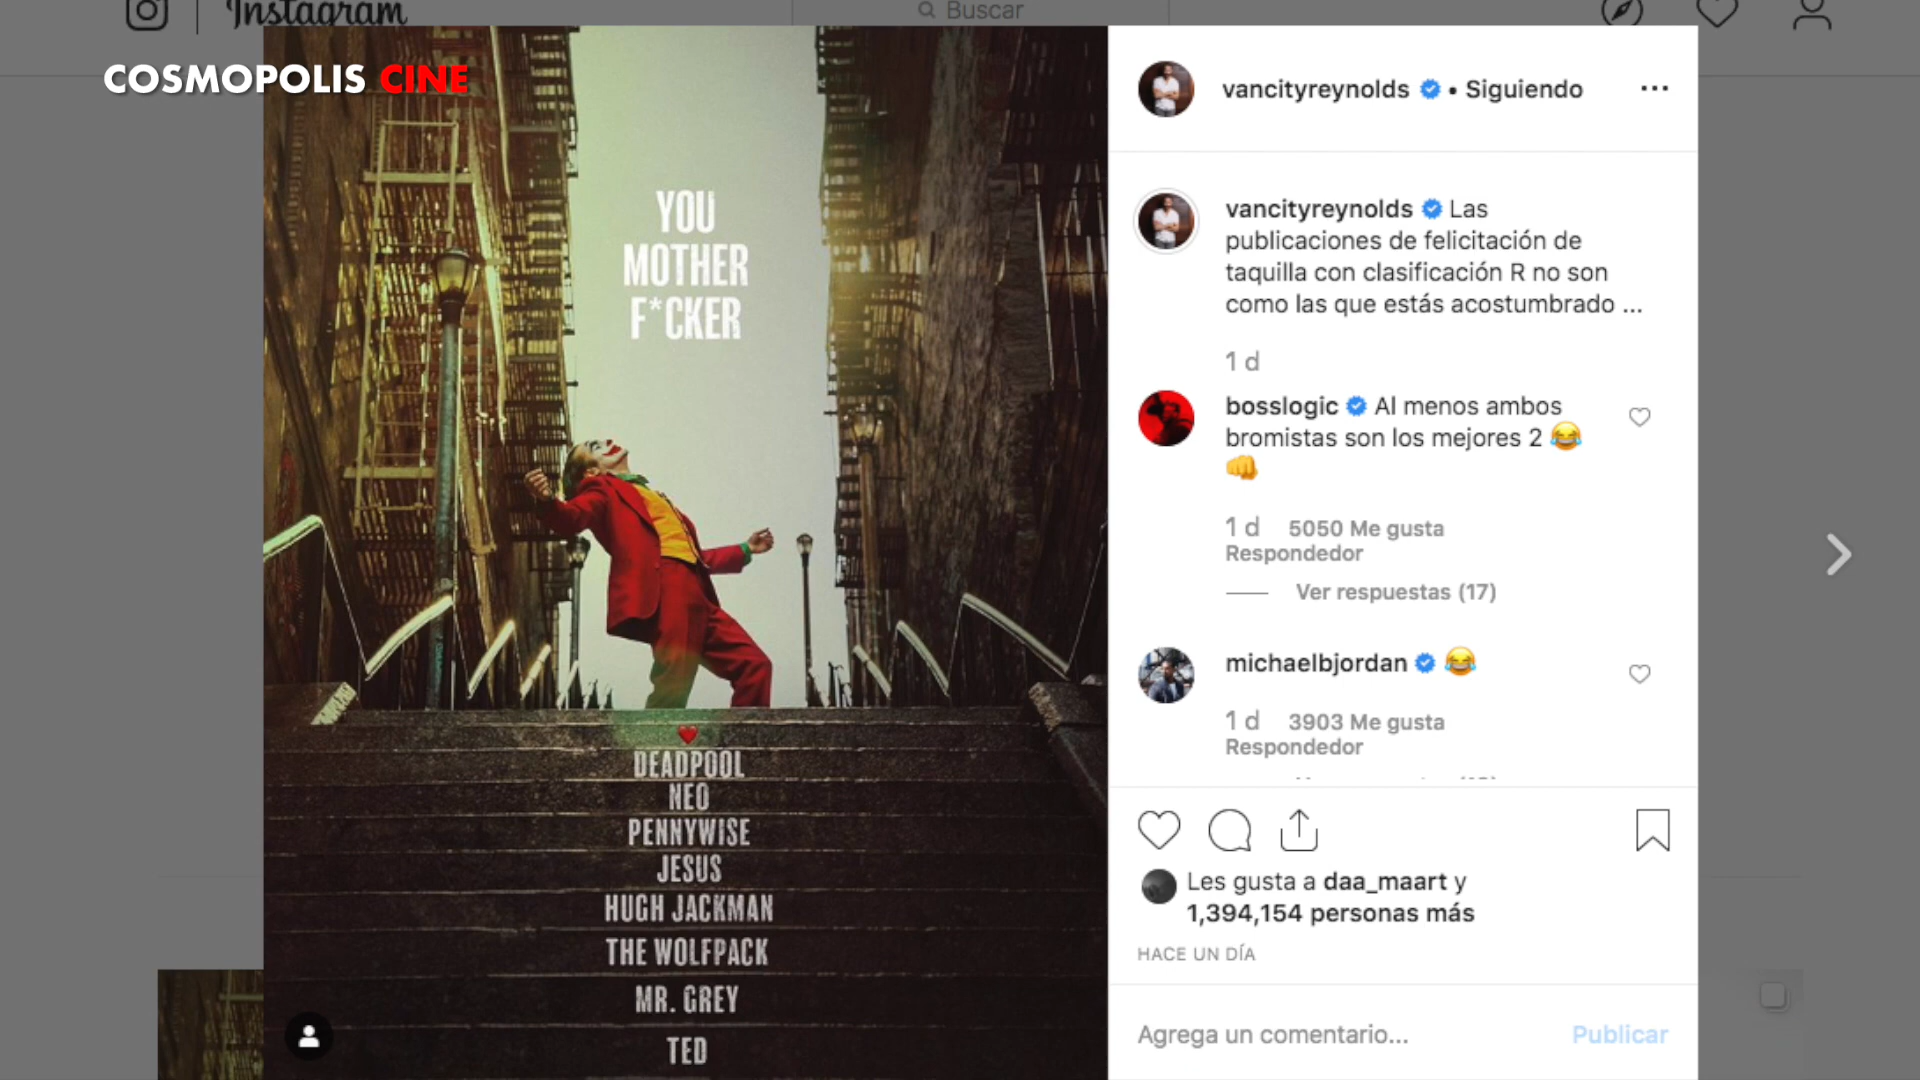 Instagram
Buscar
COSMOPOLIS CINE
YOU
MOTHER
F*CKER
DEADPOOL
NEO
PENNYWISE
JESUS
HUGH JACKMAN
THE WOLFPACK
MR. GREY
TED
vancityreynolds • Siguiendo
vancityreynolds Las
publicaciones de felicitación de
taquilla con clasificación R no son
como las que estás acostumbrado ...
1 d
bosslogic Al menos ambos
bromistas son los mejores 2 😂
👊
1 d 5050 Me gusta
Respondedor
Ver respuestas (17)
michaelbjordan 😂
1 d 3903 Me gusta
Respondedor
Les gusta a daa_maart y
1,394,154 personas más
HACE UN DÍA
Agrega un comentario... Publicar